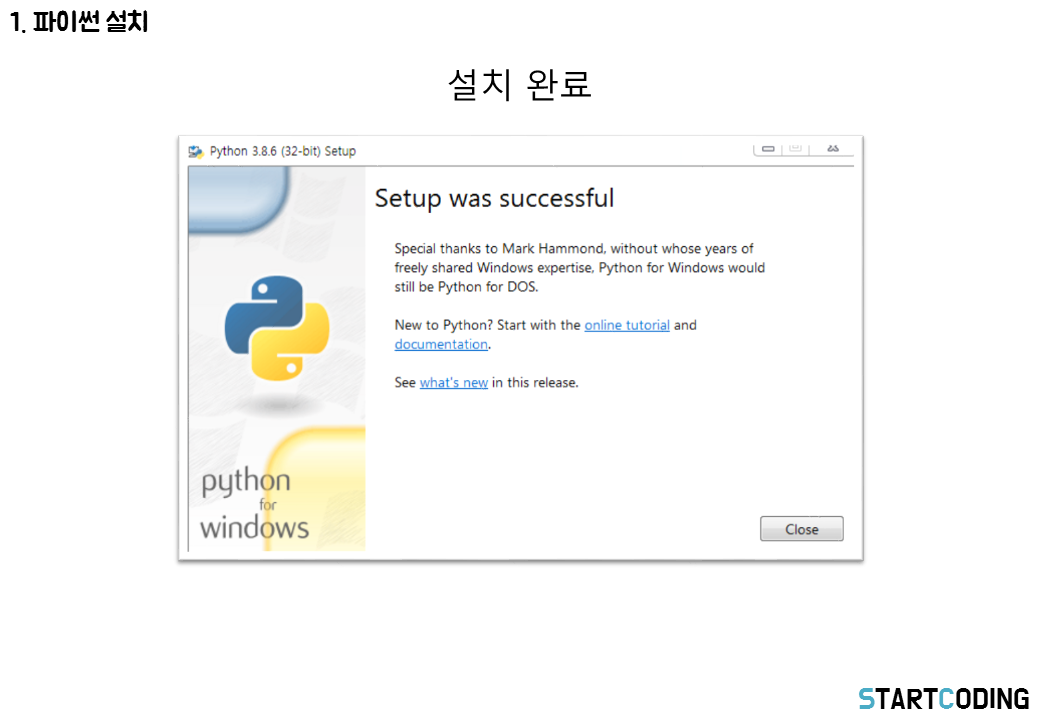 1. 파이썬 설치
설치 완료
Python 3.8.6 (32-bit) Setup
Setup was successful
Special thanks to Mark Hammond, without whose years of
freely shared Windows expertise, Python for Windows would
still be Python for DOS.
New to Python? Start with the online tutorial and
documentation.
See what's new in this release.
python
for
windows
Close
STARTCODING